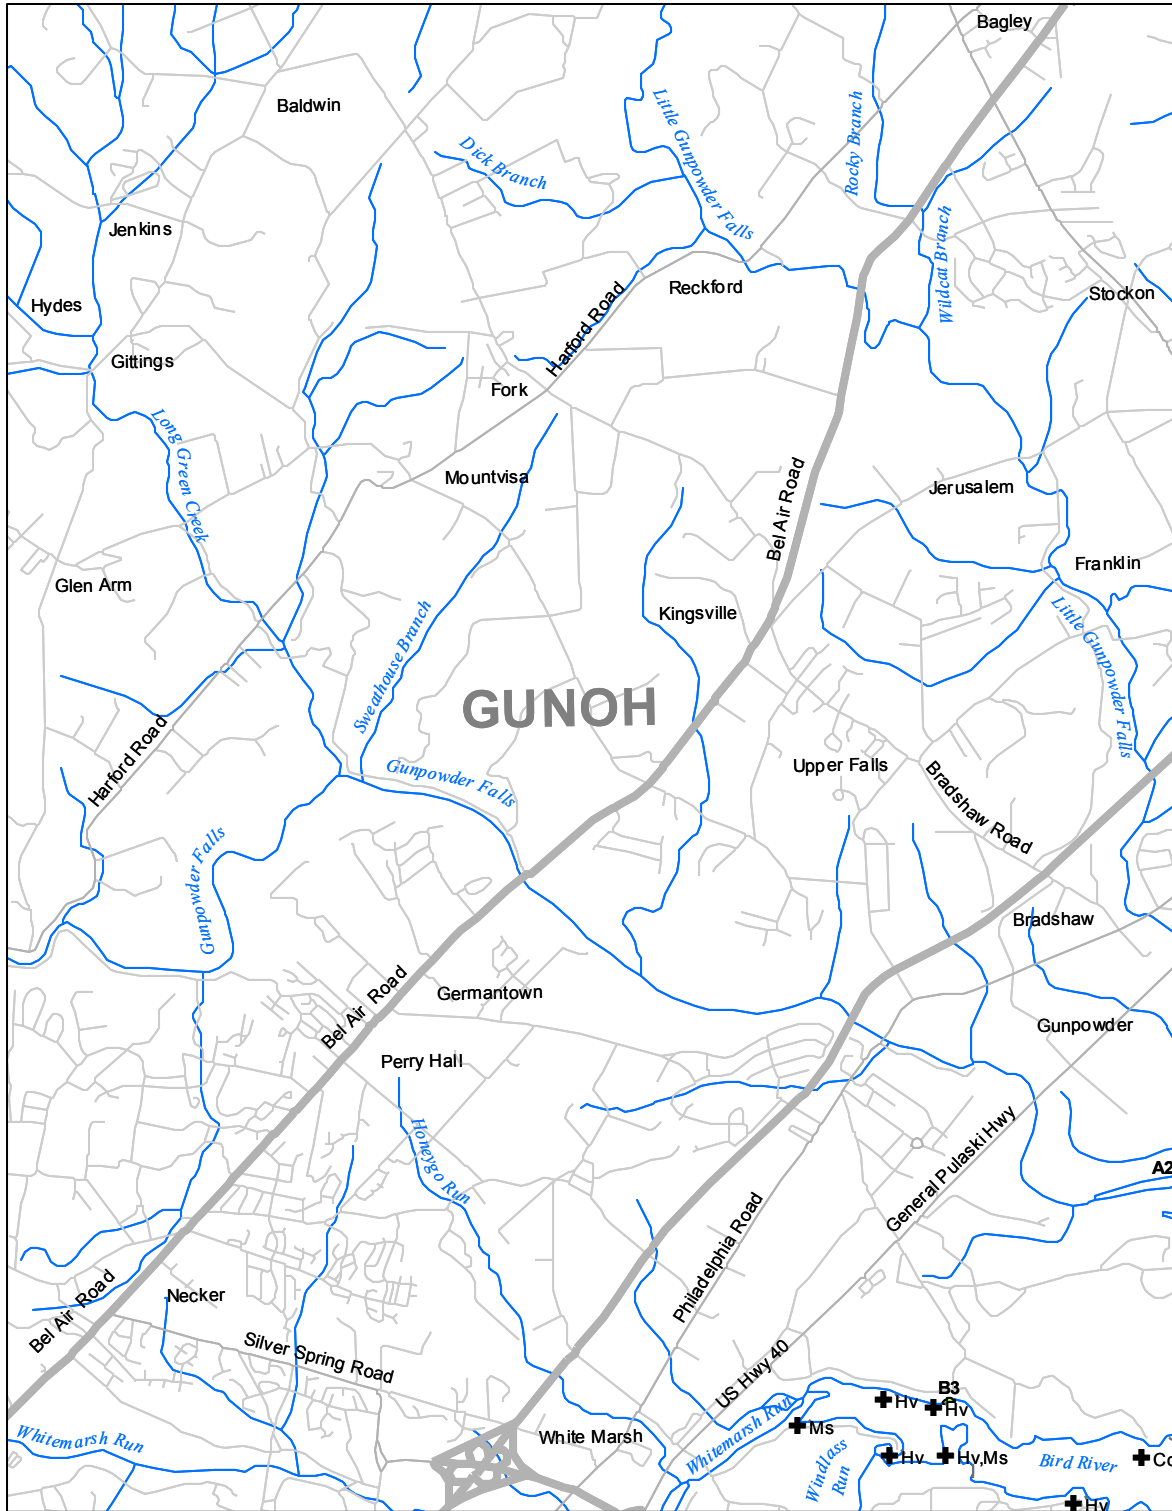 Bagley
Baldwin
Little Gunpowder Falls
Rocky Branch
Dick Branch
Jenkins
Wildcat Branch
Hydes
Reckford
Stockon
Harford Road
Gittings
Fork
Long Green Creek
Mountvisa
Jerusalem
Bel Air Road
Glen Arm
Franklin
Kingsville
Sweathouse Branch
Little Gunpowder Falls
GUNOH
Harford Road
Gunpowder Falls
Upper Falls
Bradshaw Road
Gunpowder Falls
Bradshaw
Bel Air Road
Germantown
Gunpowder
Perry Hall
Honeygo Run
General Pulaski Hwy
A2
Philadelphia Road
Necker
Bel Air Road
Silver Spring Road
US Hwy 40
B3
Hv
Hv
Whitemarsh Run
Ms
White Marsh
Whitemarsh Run
Windlass
Run
Hv
Hv,Ms
Bird River
Co
Hv